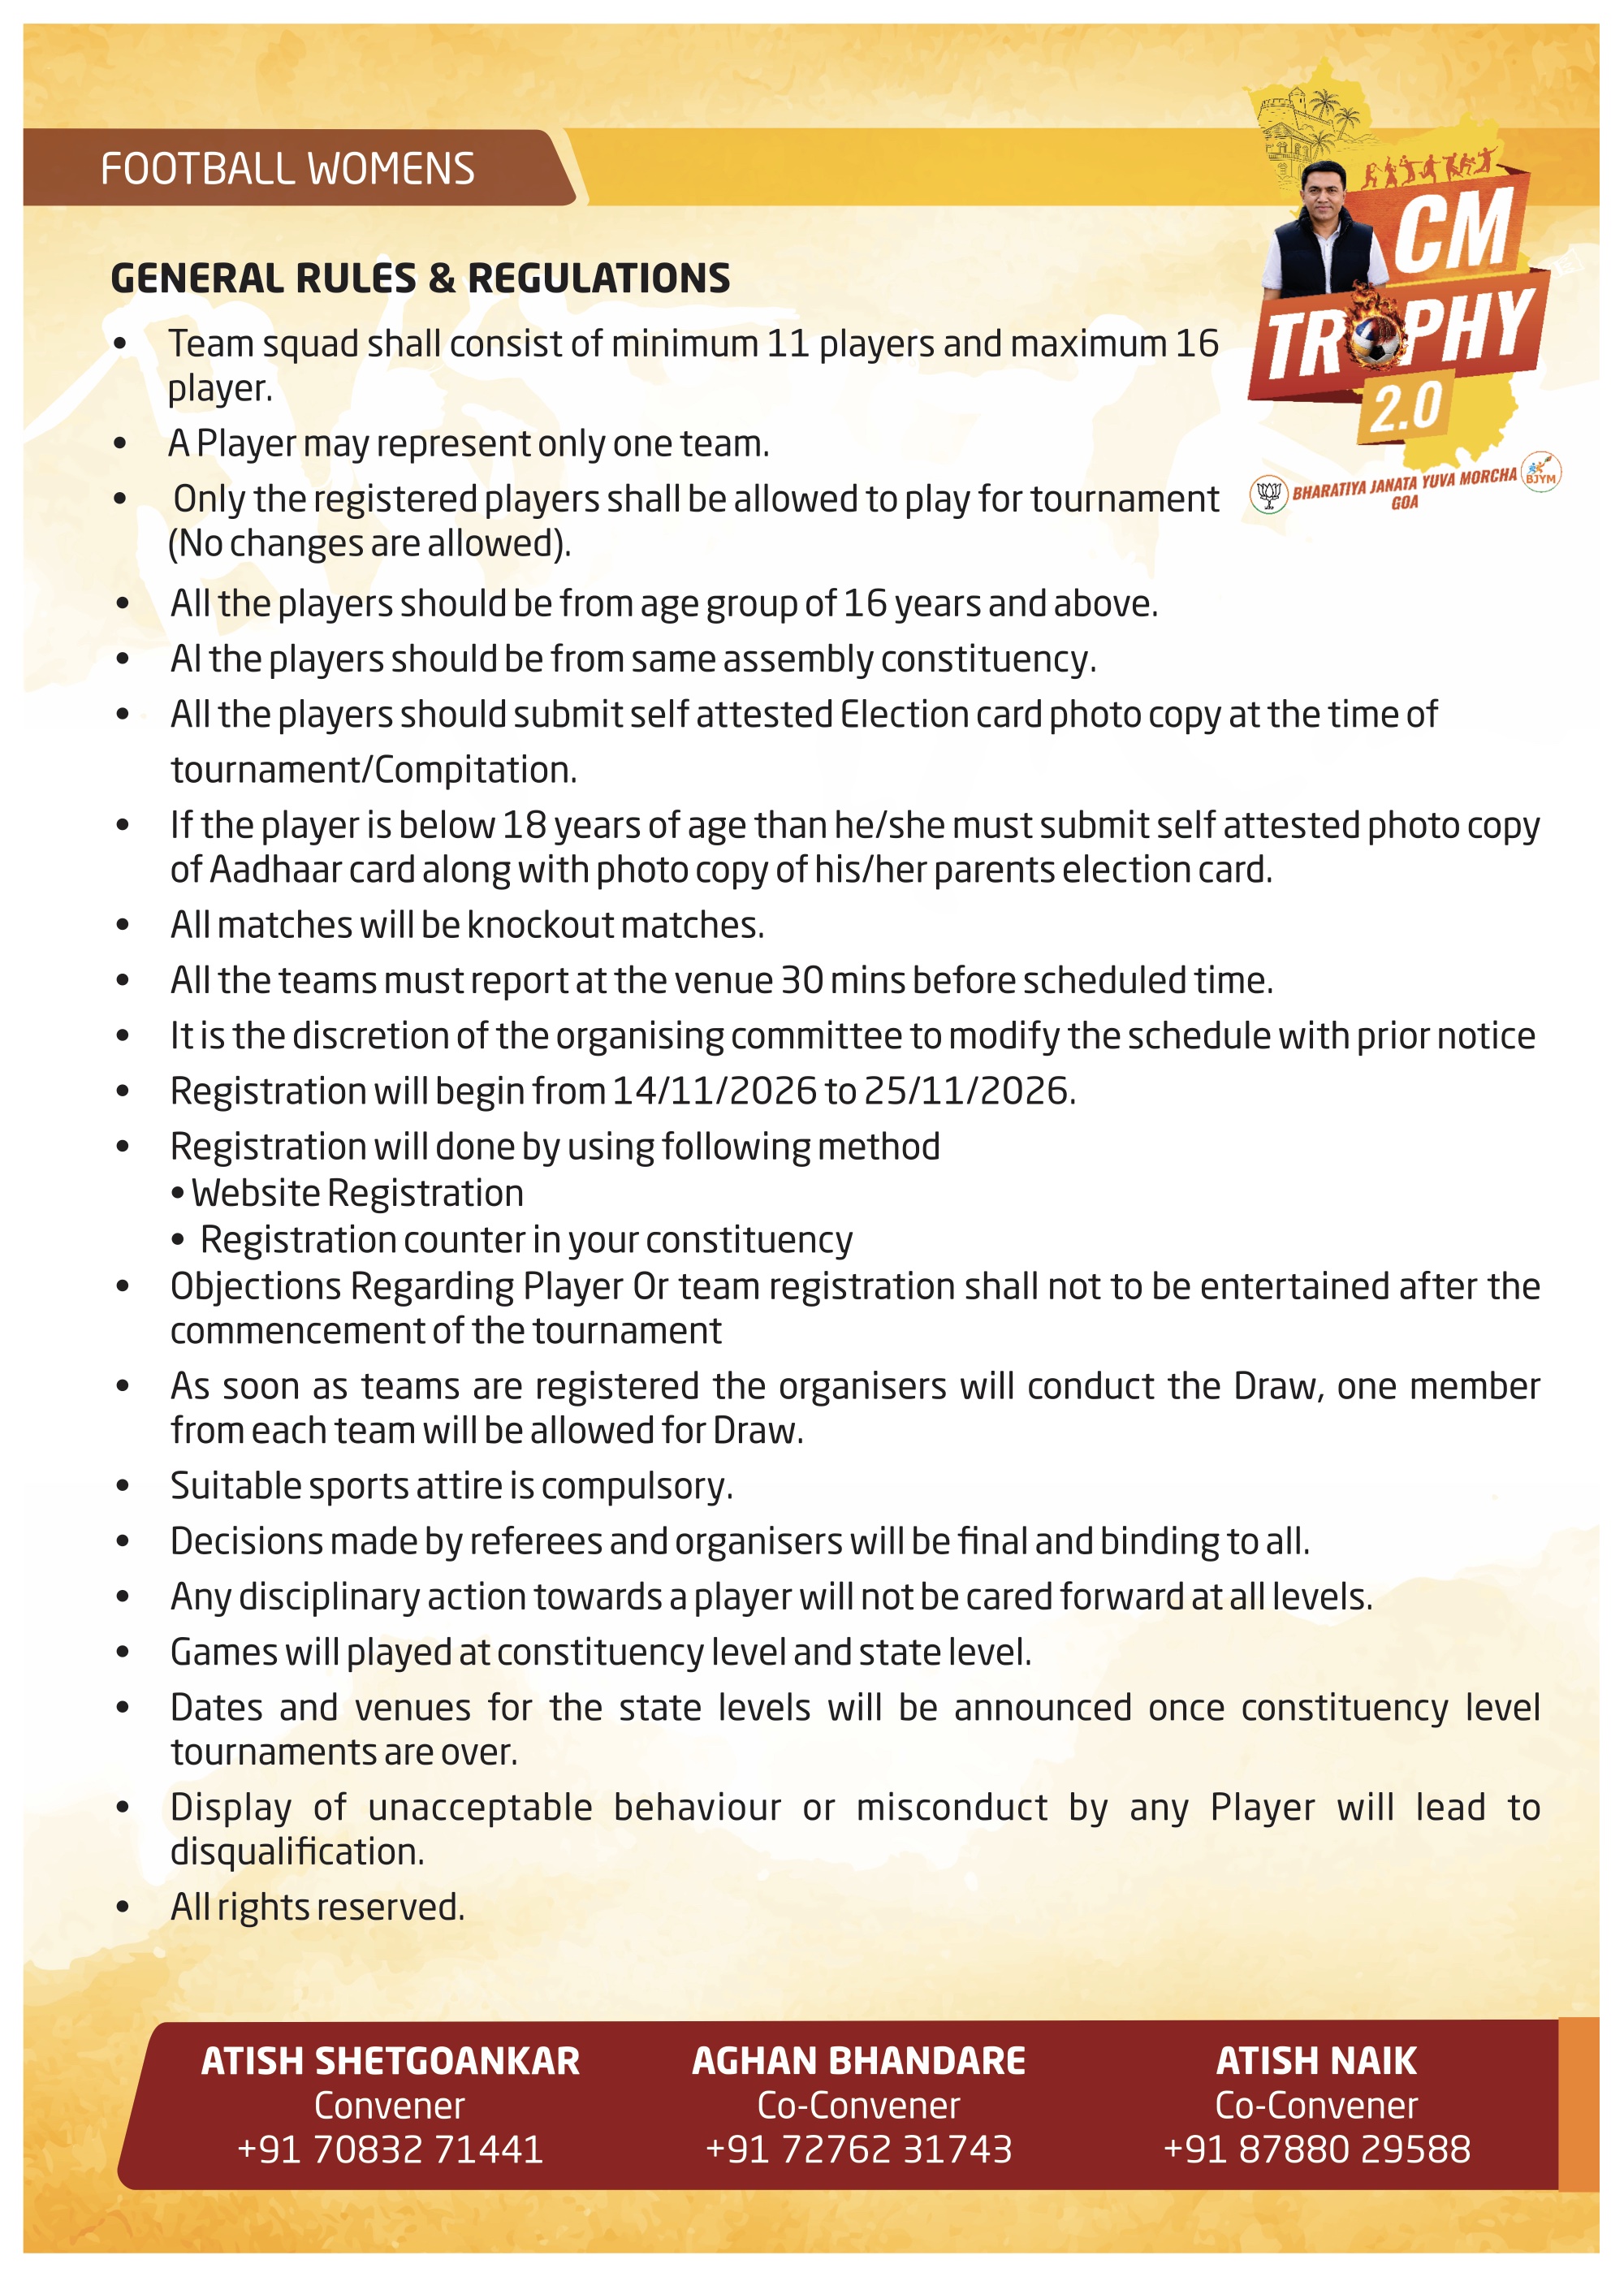 FOOTBALL WOMENS
CM
TROPHY
2.0
BHARATIYA JANATA YUVA MORCHA
GOA
BJYM
GENERAL RULES & REGULATIONS
• Team squad shall consist of minimum 11 players and maximum 16
player.
• A Player may represent only one team.
• Only the registered players shall be allowed to play for tournament
(No changes are allowed).
• All the players should be from age group of 16 years and above.
• Al the players should be from same assembly constituency.
• All the players should submit self attested Election card photo copy at the time of
tournament/Compitation.
• If the player is below 18 years of age than he/she must submit self attested photo copy
of Aadhaar card along with photo copy of his/her parents election card.
• All matches will be knockout matches.
• All the teams must report at the venue 30 mins before scheduled time.
• It is the discretion of the organising committee to modify the schedule with prior notice
• Registration will begin from 14/11/2026 to 25/11/2026.
• Registration will done by using following method
• Website Registration
• Registration counter in your constituency
• Objections Regarding Player Or team registration shall not to be entertained after the
commencement of the tournament
• As soon as teams are registered the organisers will conduct the Draw, one member
from each team will be allowed for Draw.
• Suitable sports attire is compulsory.
• Decisions made by referees and organisers will be final and binding to all.
• Any disciplinary action towards a player will not be cared forward at all levels.
• Games will played at constituency level and state level.
• Dates and venues for the state levels will be announced once constituency level
tournaments are over.
• Display of unacceptable behaviour or misconduct by any Player will lead to
disqualification.
• All rights reserved.
ATISH SHETGOANKAR
Convener
+91 70832 71441
AGHAN BHANDARE
Co-Convener
+91 72762 31743
ATISH NAIK
Co-Convener
+91 87880 29588